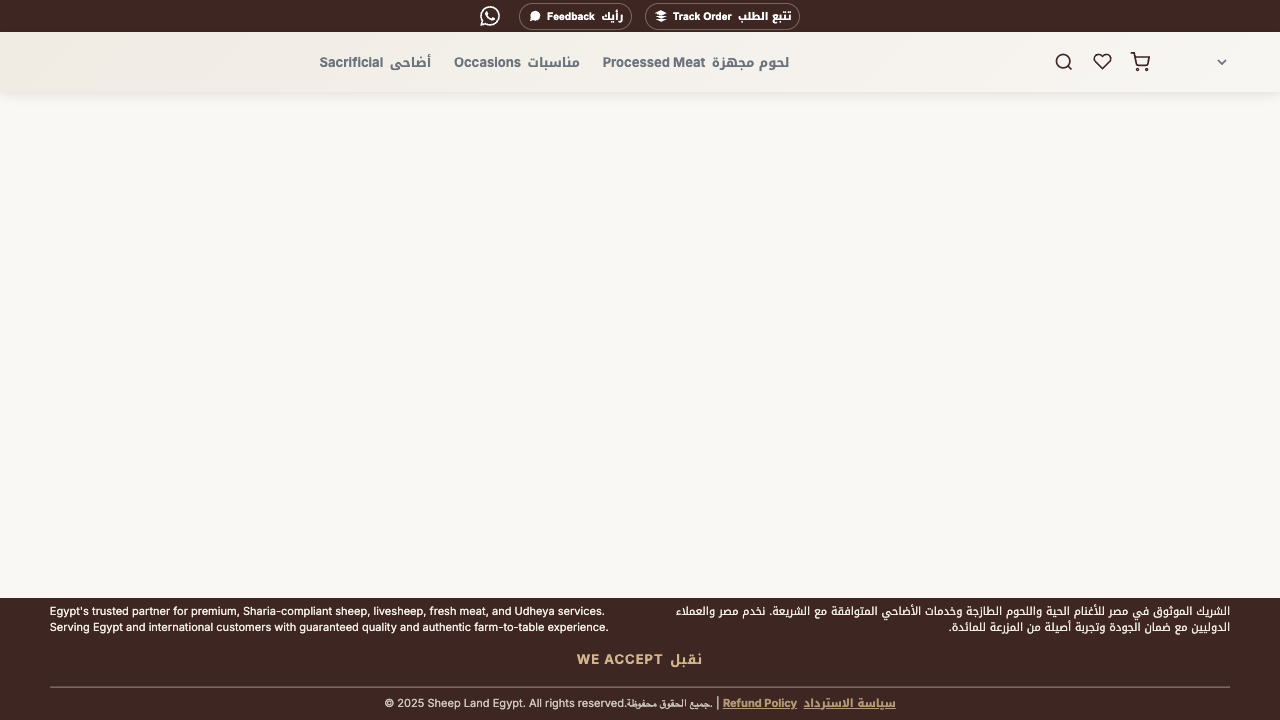 Feedback رأيك
Track Order تتبع الطلب
Sacrificial أضاحى
Occasions مناسبات
Processed Meat لحوم مجهزة
Egypt's trusted partner for premium, Sharia-compliant sheep, livesheep, fresh meat, and Udheya services.
Serving Egypt and international customers with guaranteed quality and authentic farm-to-table experience.
الشريك الموثوق في مصر للأغنام الحية واللحوم الطازجة وخدمات الأضاحي المتوافقة مع الشريعة. نخدم مصر والعملاء
الدوليين مع ضمان الجودة وتجربة أصيلة من المزرعة للمائدة.
WE ACCEPT نقبل
© 2025 Sheep Land Egypt. All rights reserved.جميع الحقوق محفوظة. | Refund Policy سياسة الاسترداد